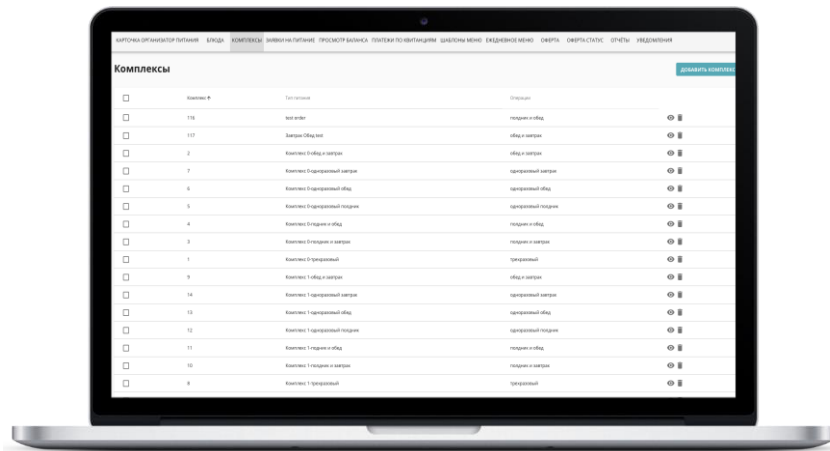 КАРТОЧКА ОРГАНИЗАТОР ПИТАНИЯ БЛЮДА КОМПЛЕКСЫ ЗАЯВКИ НА ПИТАНИЕ ПРОСМОТР БАЛАНСА ПЛАТЕЖИ ПО КВИТАНЦИЯМ ШАБЛОНЫ МЕНЮ ЕЖЕДНЕВНОЕ МЕНЮ ОФЕРТА ОФЕРТА СТАТУС ОТЧЁТЫ УВЕДОМЛЕНИЯ
Комплексы ДОБАВИТЬ КОМПЛЕКС
Комплекс Тип питания Операции
116 test order полдник и обед
117 Завтрак Обед test обед и завтрак
2 Комплекс 0-обед и завтрак обед и завтрак
7 Комплекс 0-одноразовый завтрак одноразовый завтрак
6 Комплекс 0-одноразовый обед одноразовый обед
5 Комплекс 0-одноразовый полдник одноразовый полдник
4 Комплекс 0-подник и обед полдник и обед
3 Комплекс 0-полдник и завтрак полдник и завтрак
1 Комплекс 0-трехразовый трехразовый
9 Комплекс 1-обед и завтрак обед и завтрак
14 Комплекс 1-одноразовый завтрак одноразовый завтрак
13 Комплекс 1-одноразовый обед одноразовый обед
12 Комплекс 1-одноразовый полдник одноразовый полдник
11 Комплекс 1-подник и обед полдник и обед
10 Комплекс 1-полдник и завтрак полдник и завтрак
8 Комплекс 1-трехразовый трехразовый